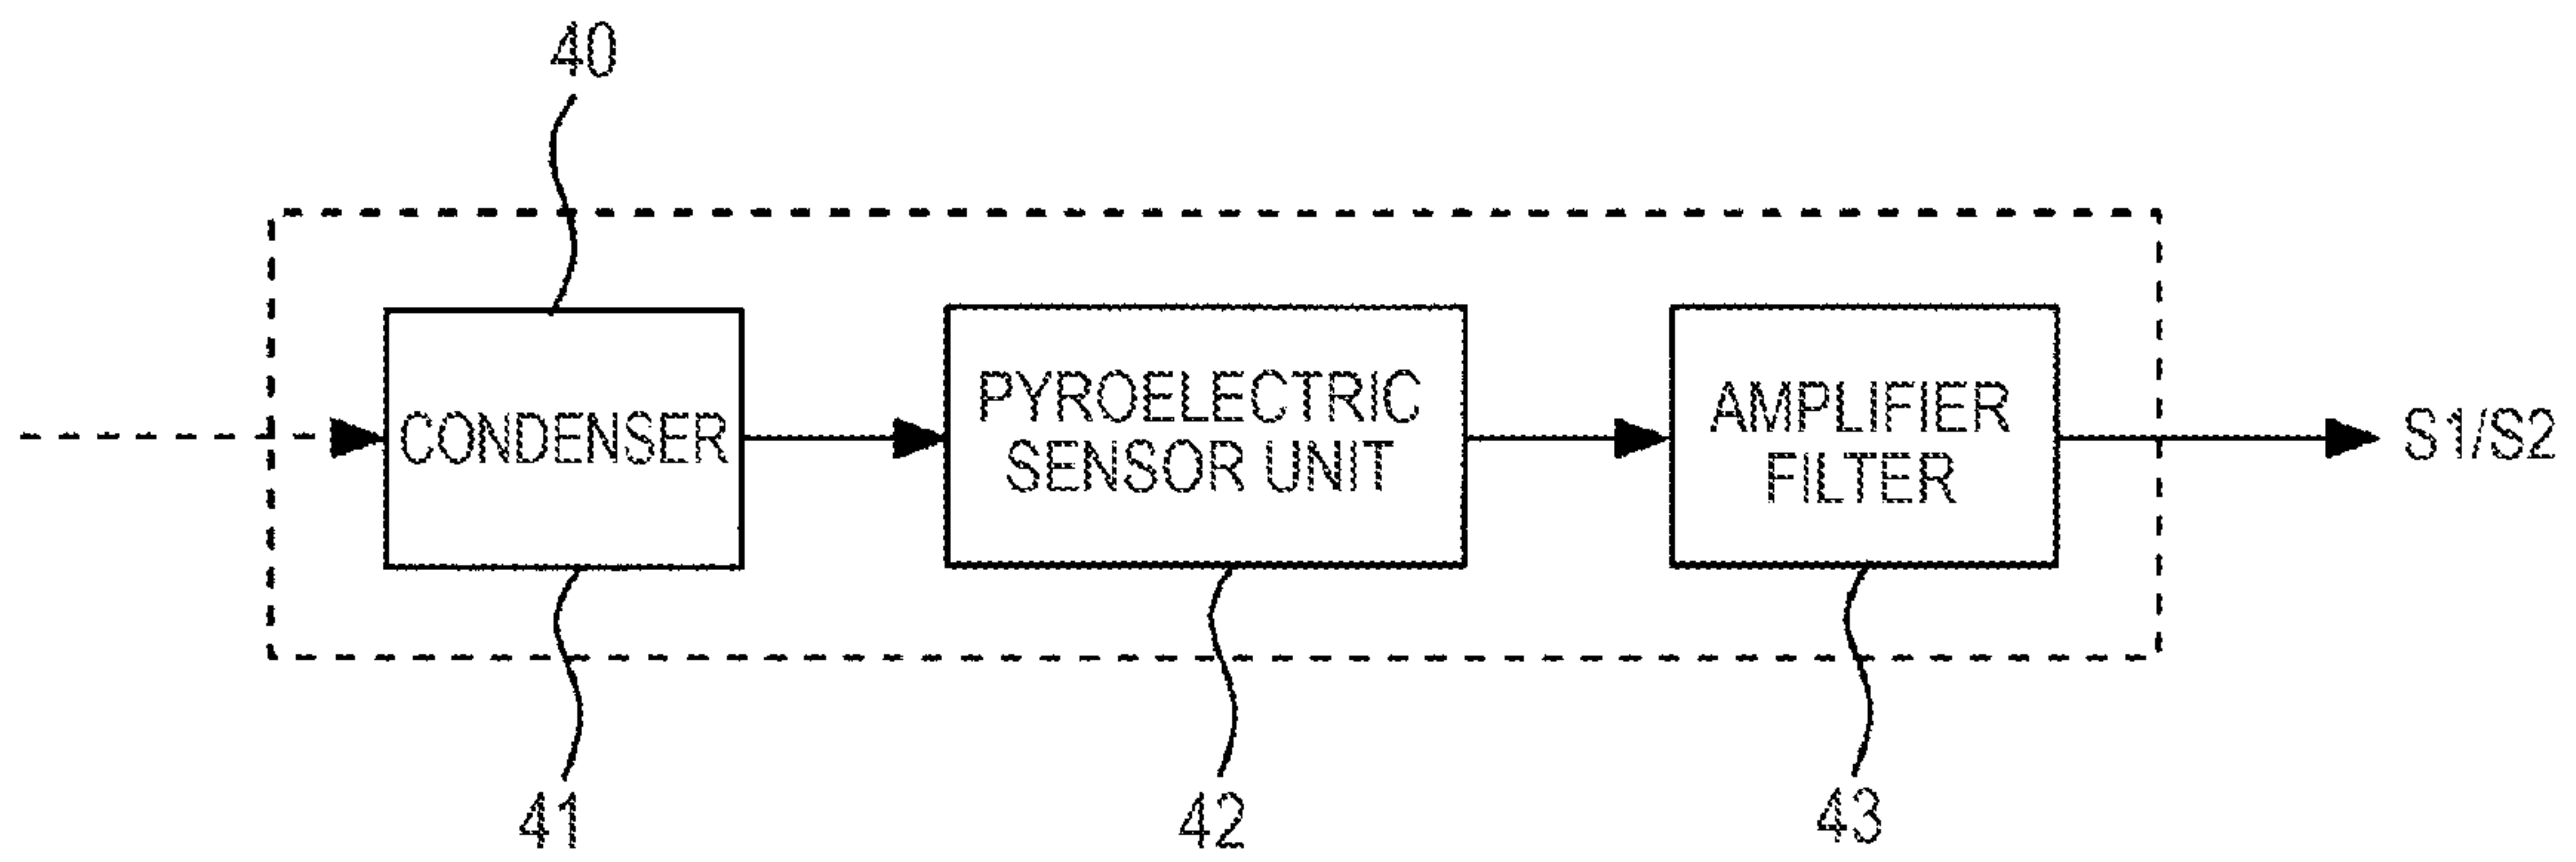 40
CONDENSER
PYROELECTRIC
SENSOR UNIT
AMPLIFIER
FILTER
S1/S2
41
42
43